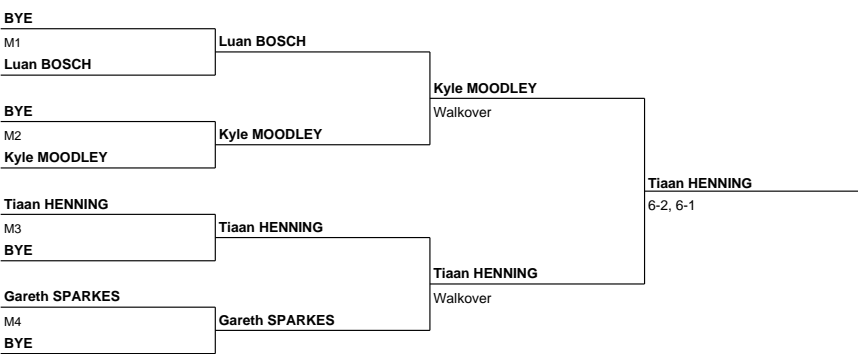 BYE
M1
Luan BOSCH
Luan BOSCH
BYE
M2
Kyle MOODLEY
Kyle MOODLEY
Kyle MOODLEY
Walkover
Tiaan HENNING
M3
BYE
Tiaan HENNING
Gareth SPARKES
M4
BYE
Gareth SPARKES
Tiaan HENNING
Walkover
Tiaan HENNING
6-2, 6-1